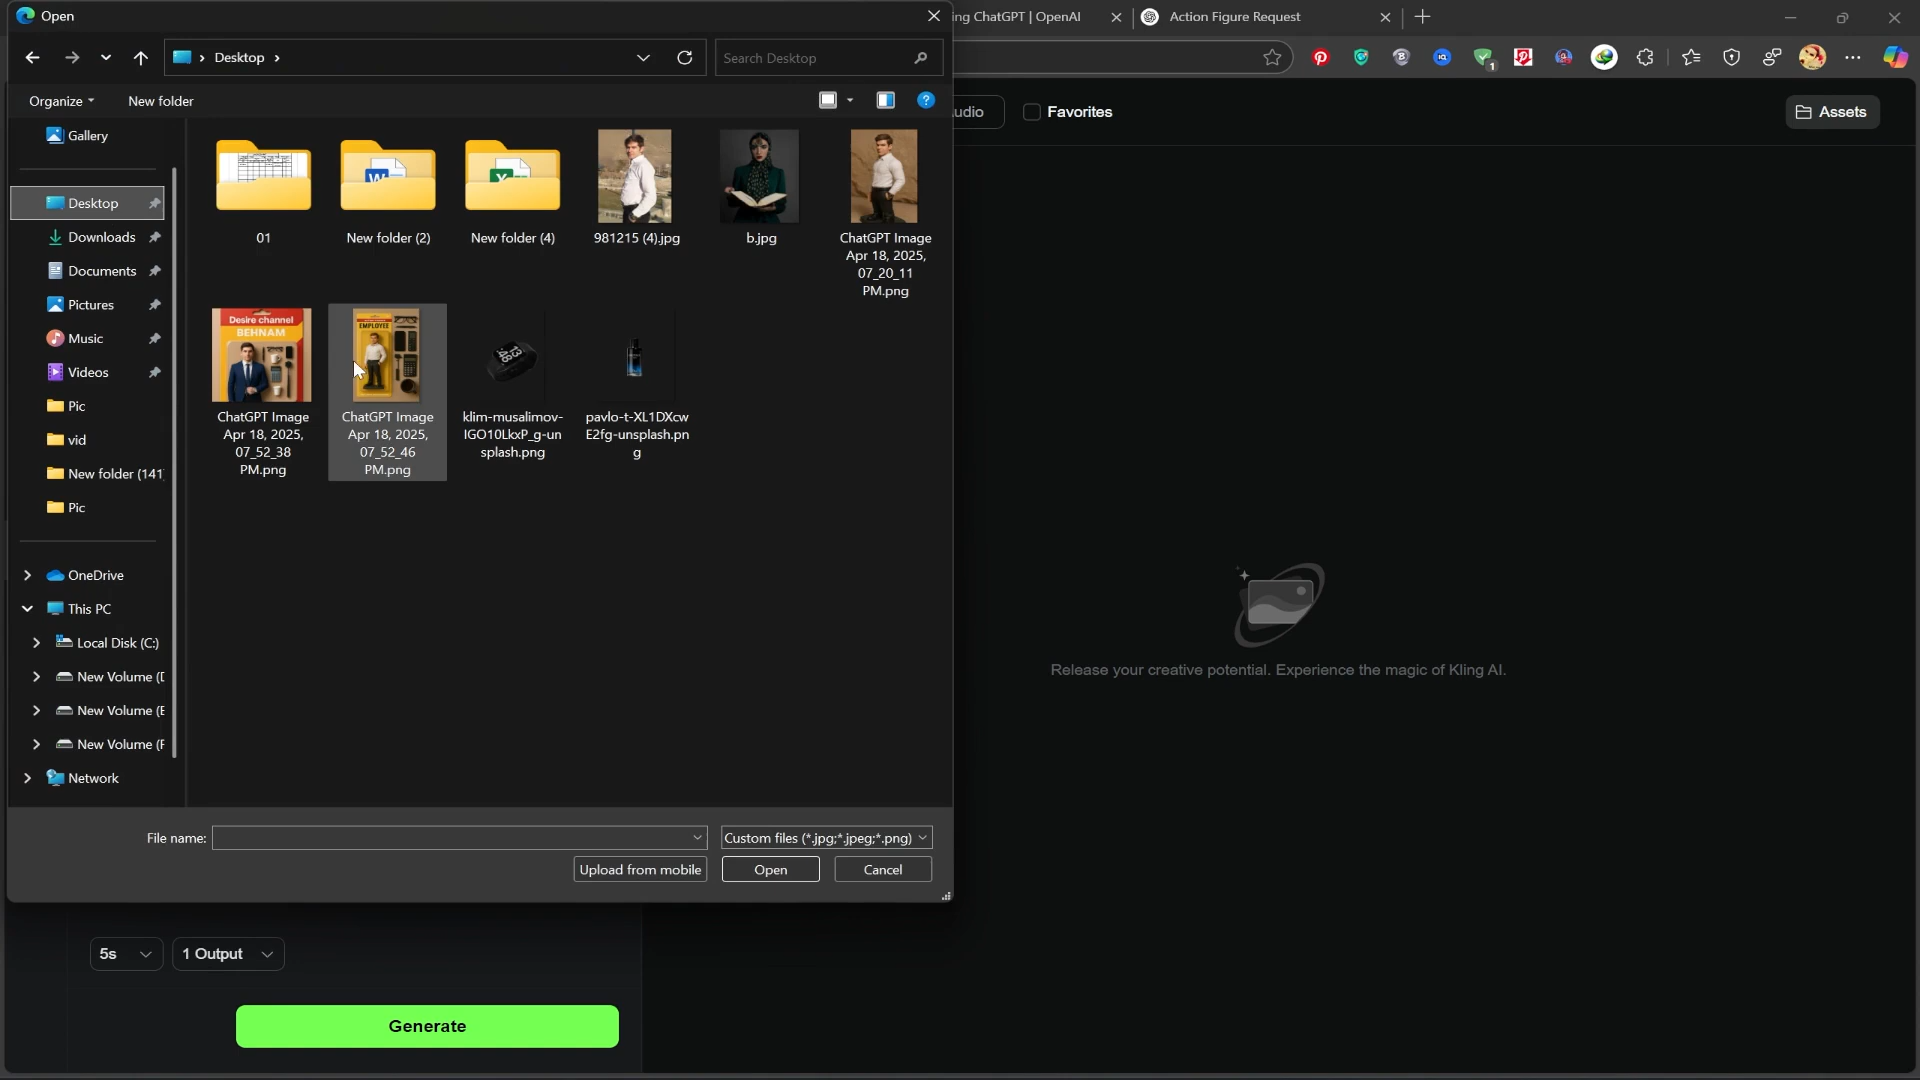 Open
ing ChatGPT | OpenAI
Action Figure Request
Desktop
Search Desktop
Organize
New folder
udio
Favorites
Assets
Gallery
Desktop
Downloads
Documents
Pictures
Music
Videos
Pic
vid
New folder (141
Pic
OneDrive
This PC
Local Disk (C:)
New Volume (D
New Volume (E
New Volume (F
Network
01
New folder (2)
New folder (4)
981215 (4).jpg
b.jpg
ChatGPT Image
Apr 18, 2025,
07_20_11
PM.png
Desire channel
BEHNAM
EMPLOYEE
ChatGPT Image
Apr 18, 2025,
07_52_38
PM.png
ChatGPT Image
Apr 18, 2025,
07_52_46
PM.png
klim-musalimov-
IGO10LkxP_g-un
splash.png
pavlo-t-XL1DXcw
E2fg-unsplash.pn
g
Release your creative potential. Experience the magic of Kling AI.
File name:
Custom files (*.jpg;*.jpeg;*.png)
Upload from mobile
Open
Cancel
5s
1 Output
Generate